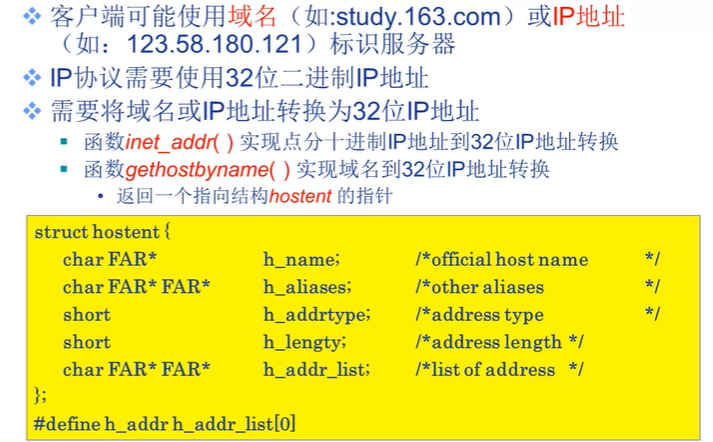 客户端可能使用域名（如:study.163.com）或IP地址
（如：123.58.180.121）标识服务器
IP协议需要使用32位二进制IP地址
需要将域名或IP地址转换为32位IP地址
函数inet_addr( ) 实现点分十进制IP地址到32位IP地址转换
函数gethostbyname( ) 实现域名到32位IP地址转换
• 返回一个指向结构hostent 的指针
struct hostent {
char FAR* h_name; /*official host name */
char FAR* FAR* h_aliases; /*other aliases */
short h_addrtype; /*address type */
short h_lengty; /*address length */
char FAR* FAR* h_addr_list; /*list of address */
};
#define h_addr h_addr_list[0]